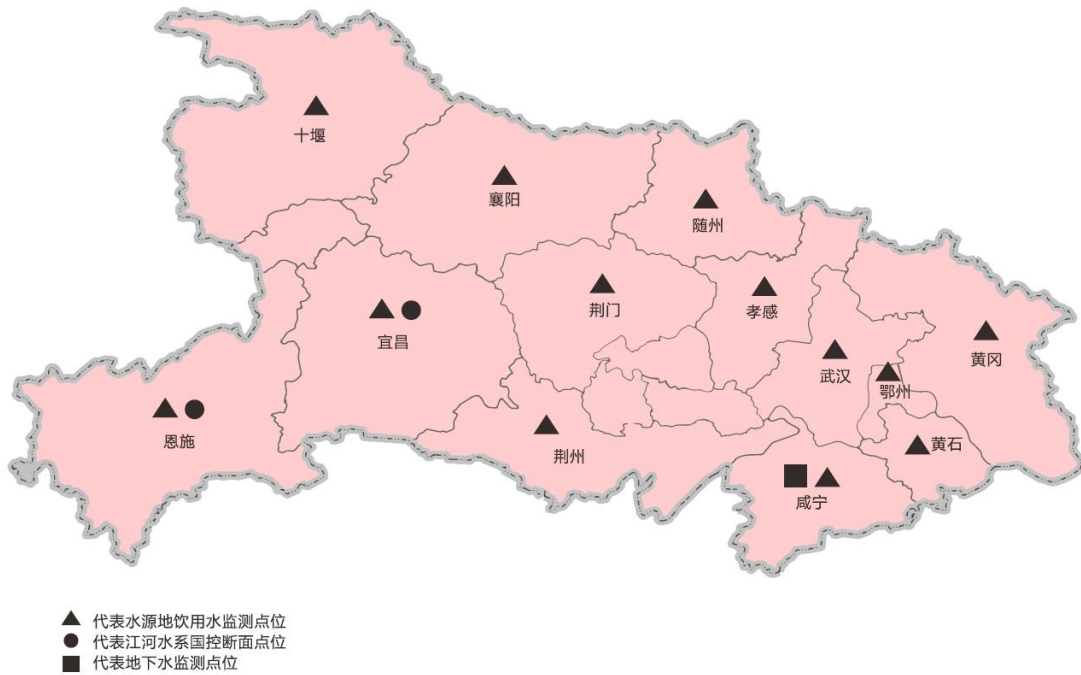 十堰
襄阳
随州
荆门
孝感
宜昌
黄冈
武汉
鄂州
恩施
荆州
黄石
咸宁
代表水源地饮用水监测点位
代表江河水系国控断面点位
代表地下水监测点位